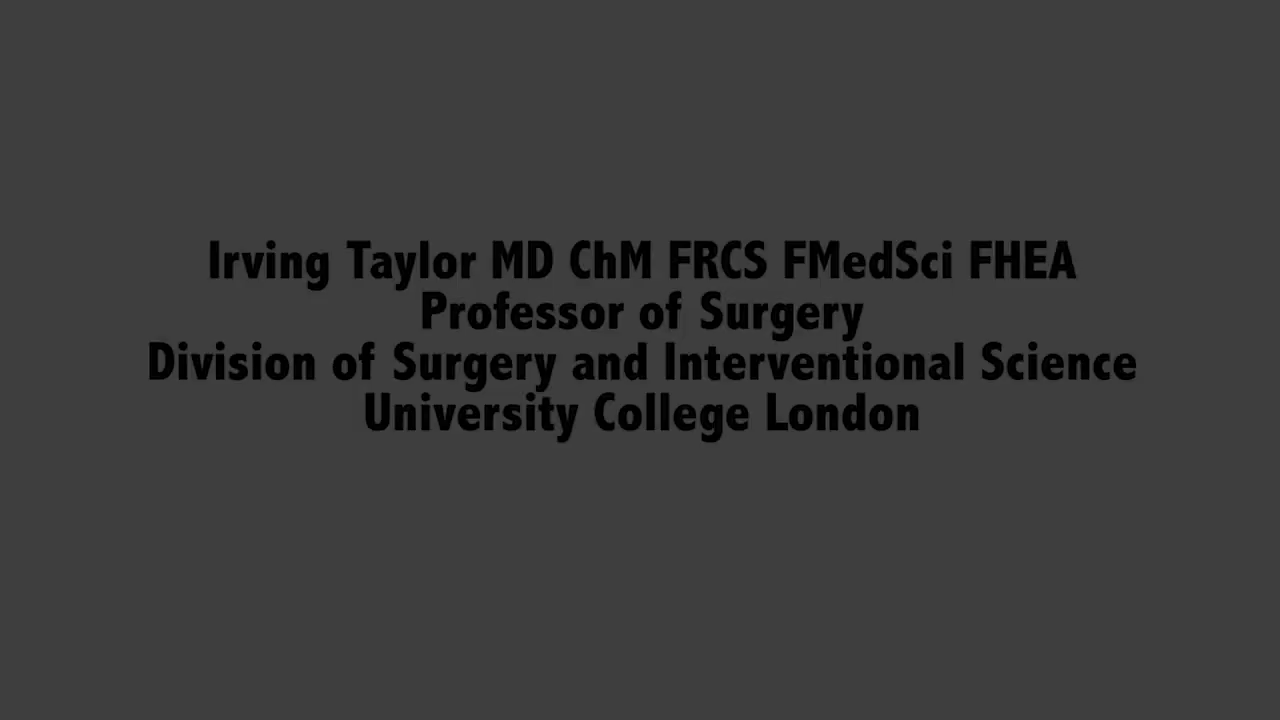 Irving Taylor MD ChM FRCS FMedSci FHEA
Professor of Surgery
Division of Surgery and Interventional Science
University College London